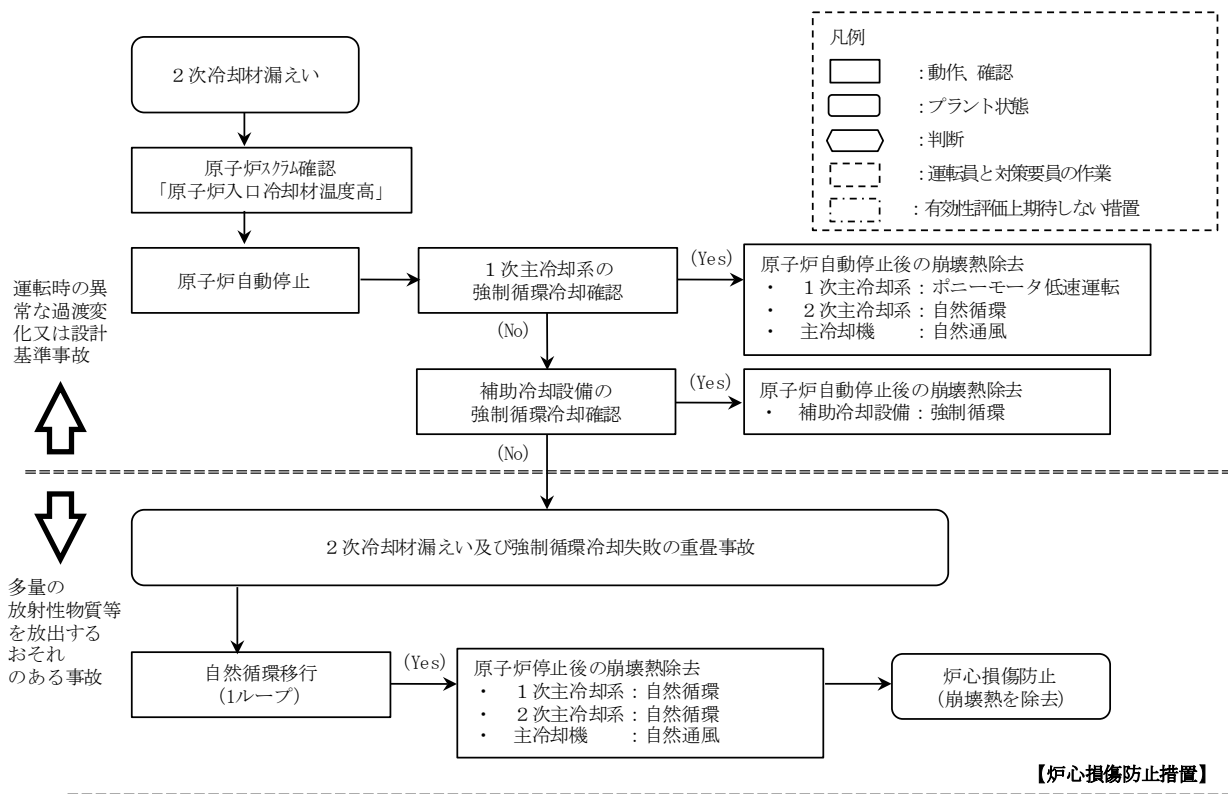 凡例
：動作、確認
：プラント状態
：判断
：運転員と対策要員の作業
：有効性評価上期待しない措置
２次冷却材漏えい
原子炉スクラム確認
「原子炉入口冷却材温度高」
原子炉自動停止
１次主冷却系の
強制循環冷却確認
(Yes)
原子炉自動停止後の崩壊熱除去
・　１次主冷却系：ポニーモータ低速運転
・　２次主冷却系：自然循環
・　主冷却機　　：自然通風
(No)
補助冷却設備の
強制循環冷却確認
(Yes)
原子炉自動停止後の崩壊熱除去
・　補助冷却設備：強制循環
(No)
運転時の異
常な過渡変
化又は設計
基準事故
多量の
放射性物質等
を放出する
おそれ
のある事故
２次冷却材漏えい及び強制循環冷却失敗の重畳事故
自然循環移行
(1ループ)
(Yes)
原子炉停止後の崩壊熱除去
・　１次主冷却系：自然循環
・　２次主冷却系：自然循環
・　主冷却機　　：自然通風
炉心損傷防止
(崩壊熱を除去)
【炉心損傷防止措置】